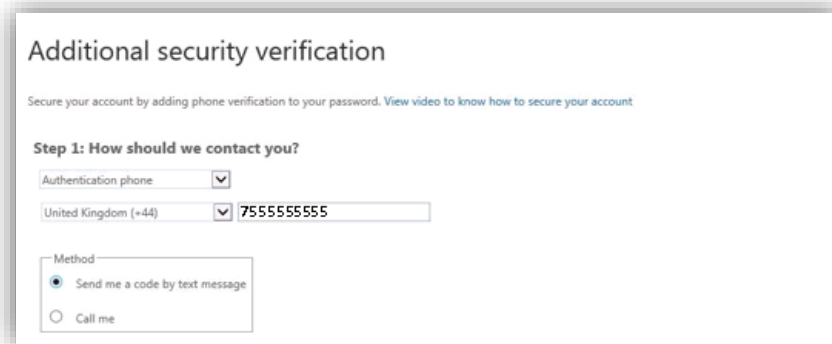 Additional security verification
Secure your account by adding phone verification to your password. View video to know how to secure your account
Step 1: How should we contact you?
Authentication phone
United Kingdom (+44) 7555555555
Method
Send me a code by text message
Call me